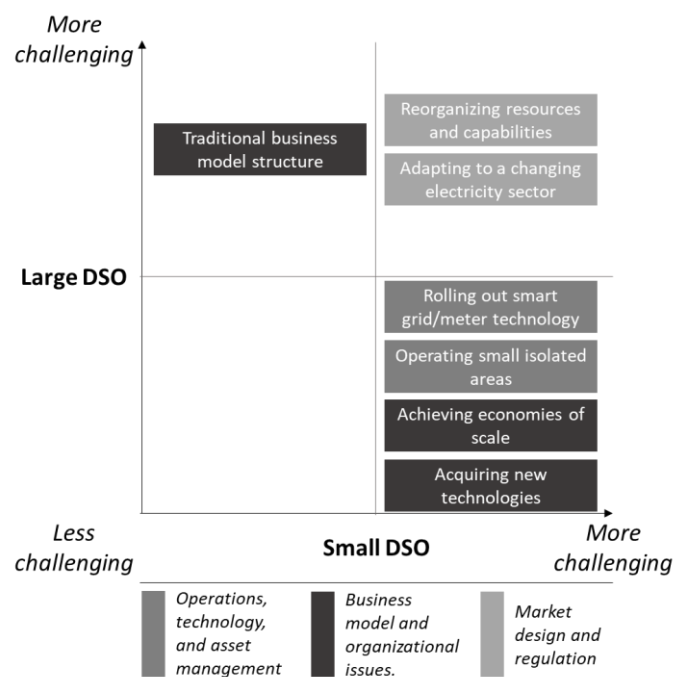 More
challenging
Traditional business
model structure
Reorganizing resources
and capabilities
Adapting to a changing
electricity sector
Large DSO
Rolling out smart
grid/meter technology
Operating small isolated
areas
Achieving economies of
scale
Acquiring new
technologies
Less
challenging
Small DSO
More
challenging
Operations,
technology,
and asset
management
Business
model and
organizational
issues.
Market
design and
regulation